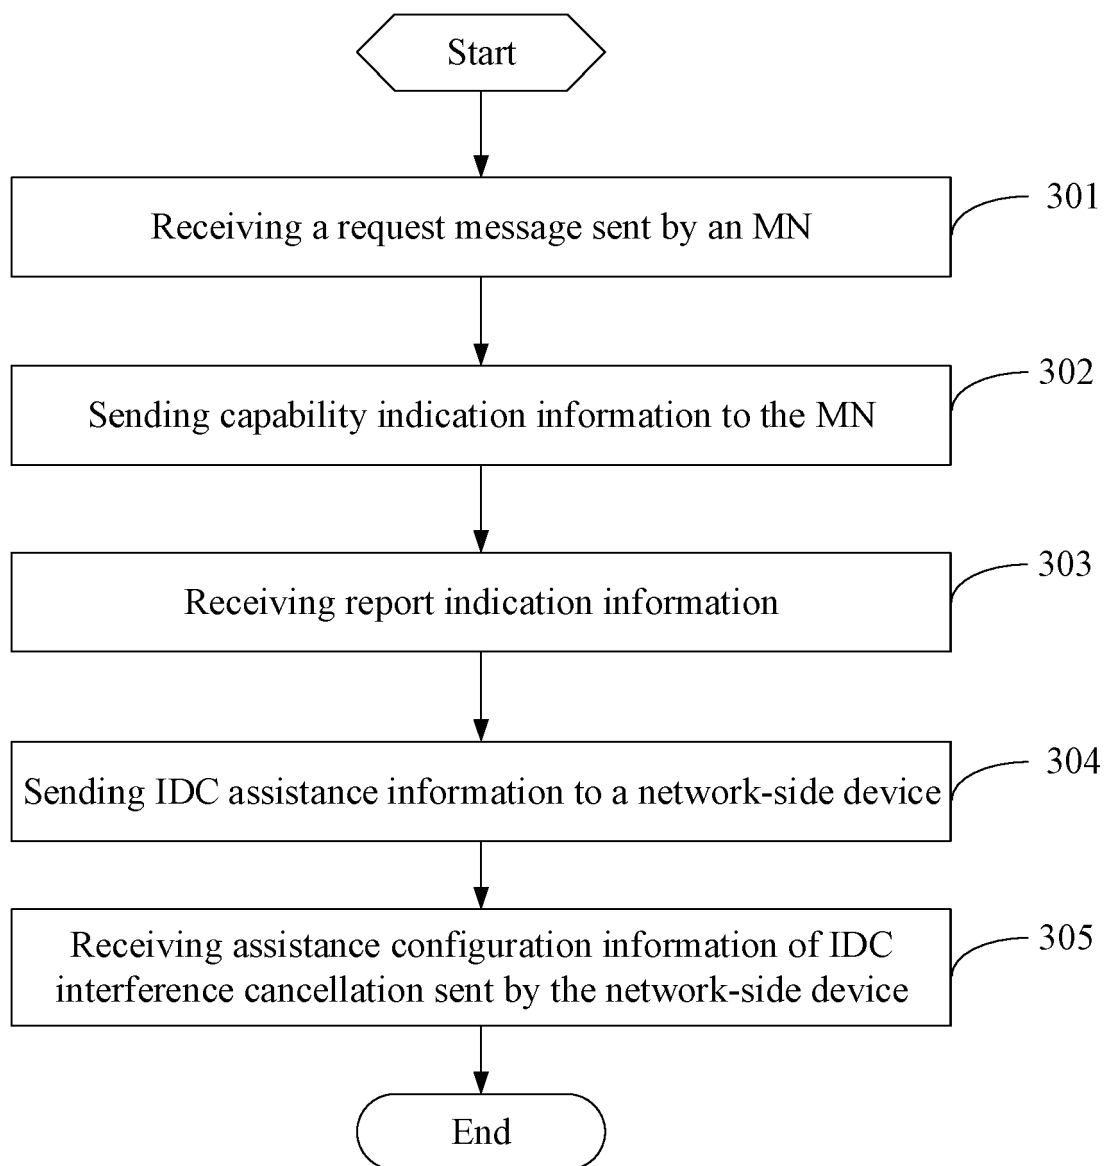 Start
Receiving a request message sent by an MN
301
Sending capability indication information to the MN
302
Receiving report indication information
303
Sending IDC assistance information to a network-side device
304
Receiving assistance configuration information of IDC
interference cancellation sent by the network-side device
305
End